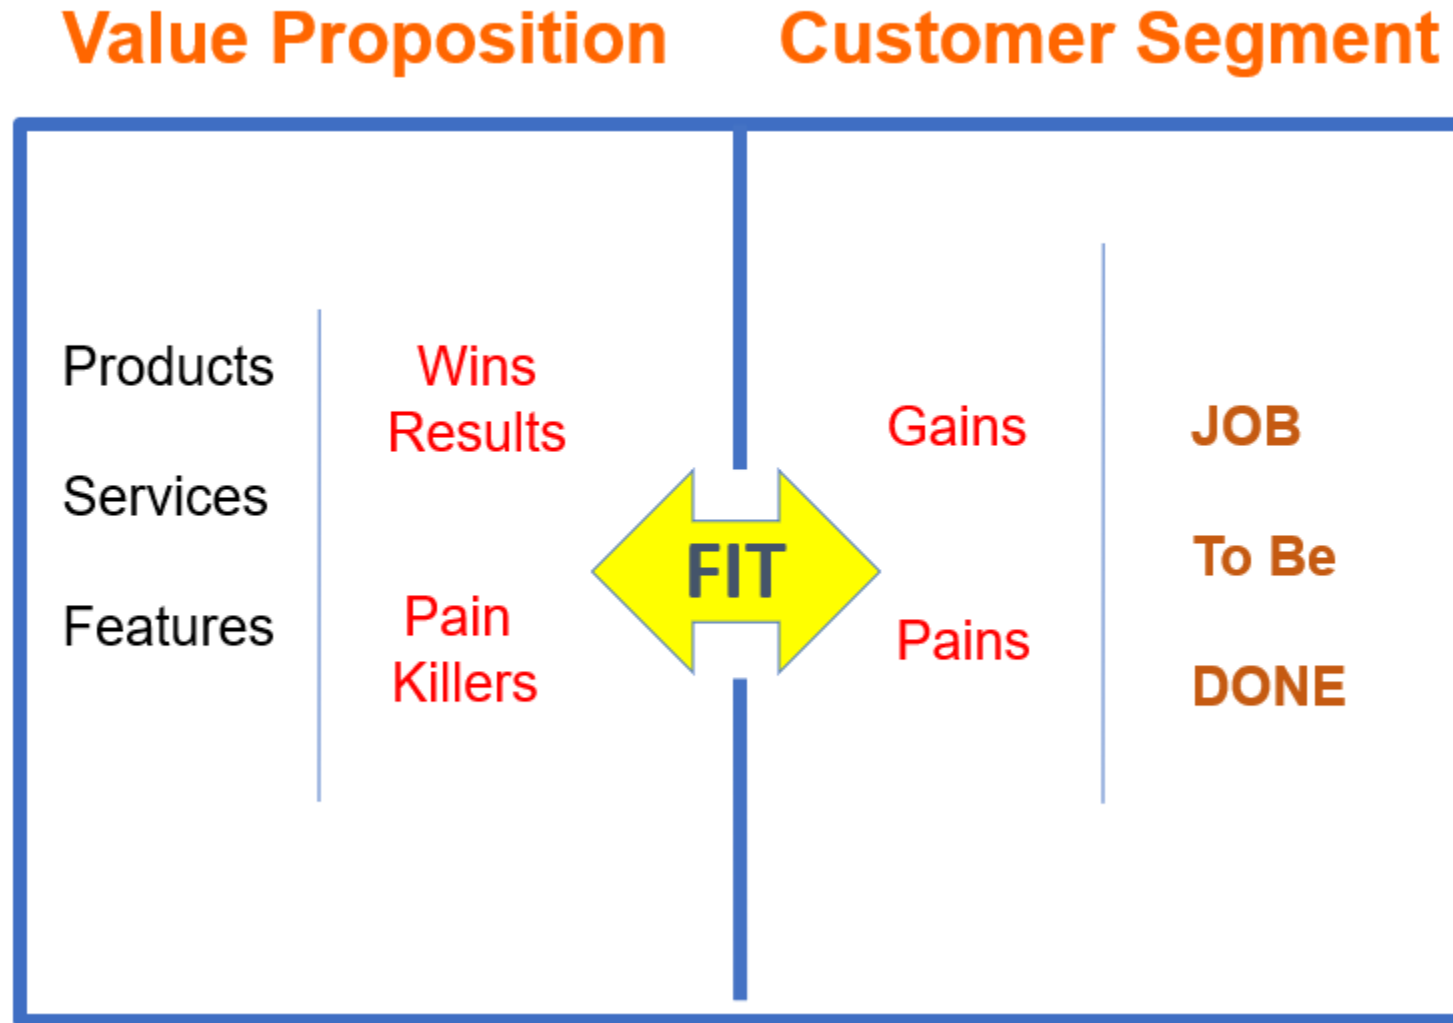 Value Proposition
Customer Segment
Products
Services
Features
Wins
Results
Pain
Killers
FIT
Gains
Pains
JOB
To Be
DONE